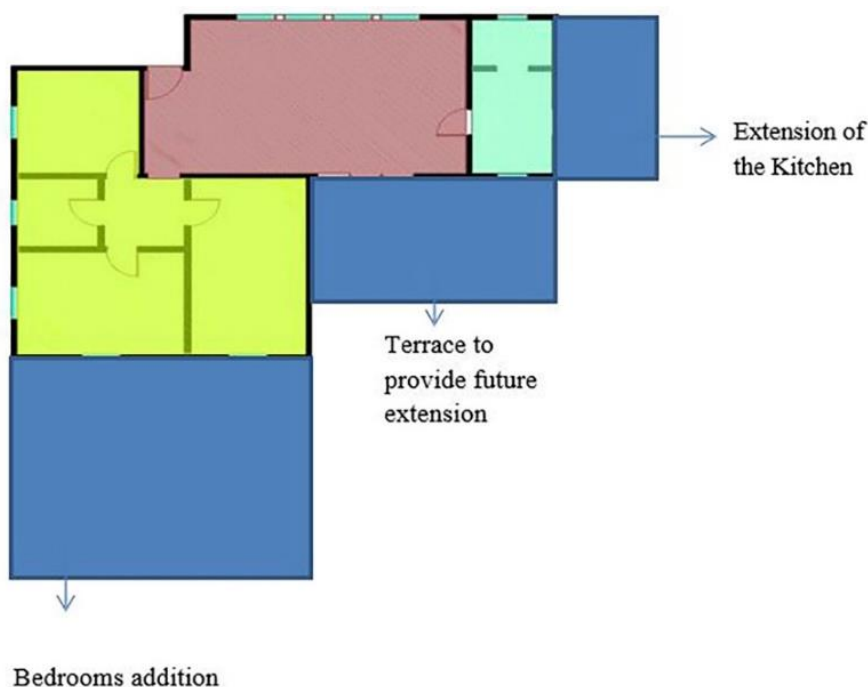 Extension of
the Kitchen
Terrace to
provide future
extension
Bedrooms addition